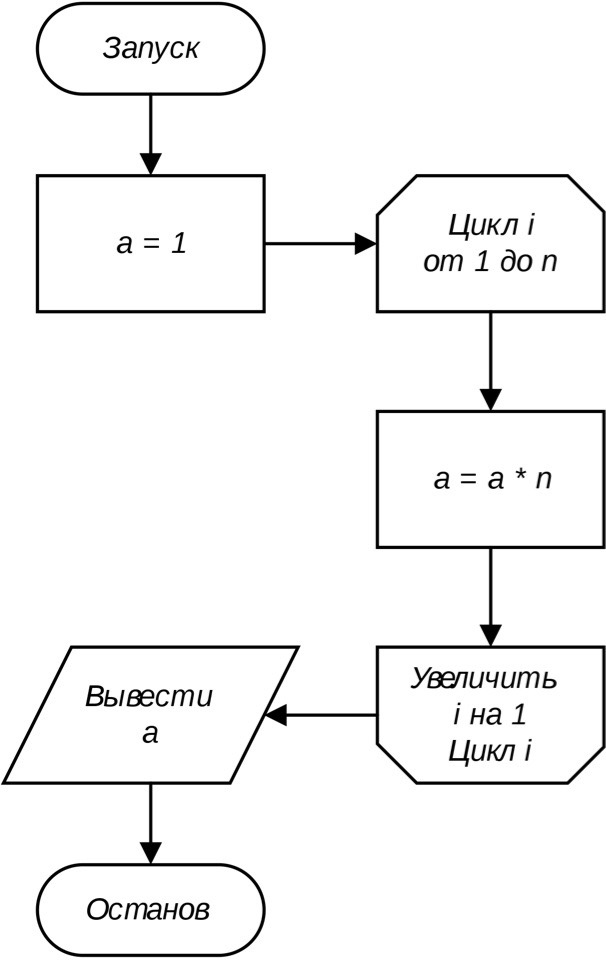 Запуск
a = 1
Цикл i
от 1 до n
a = a * n
Увеличить
i на 1
Цикл i
Вывести
a
Останов